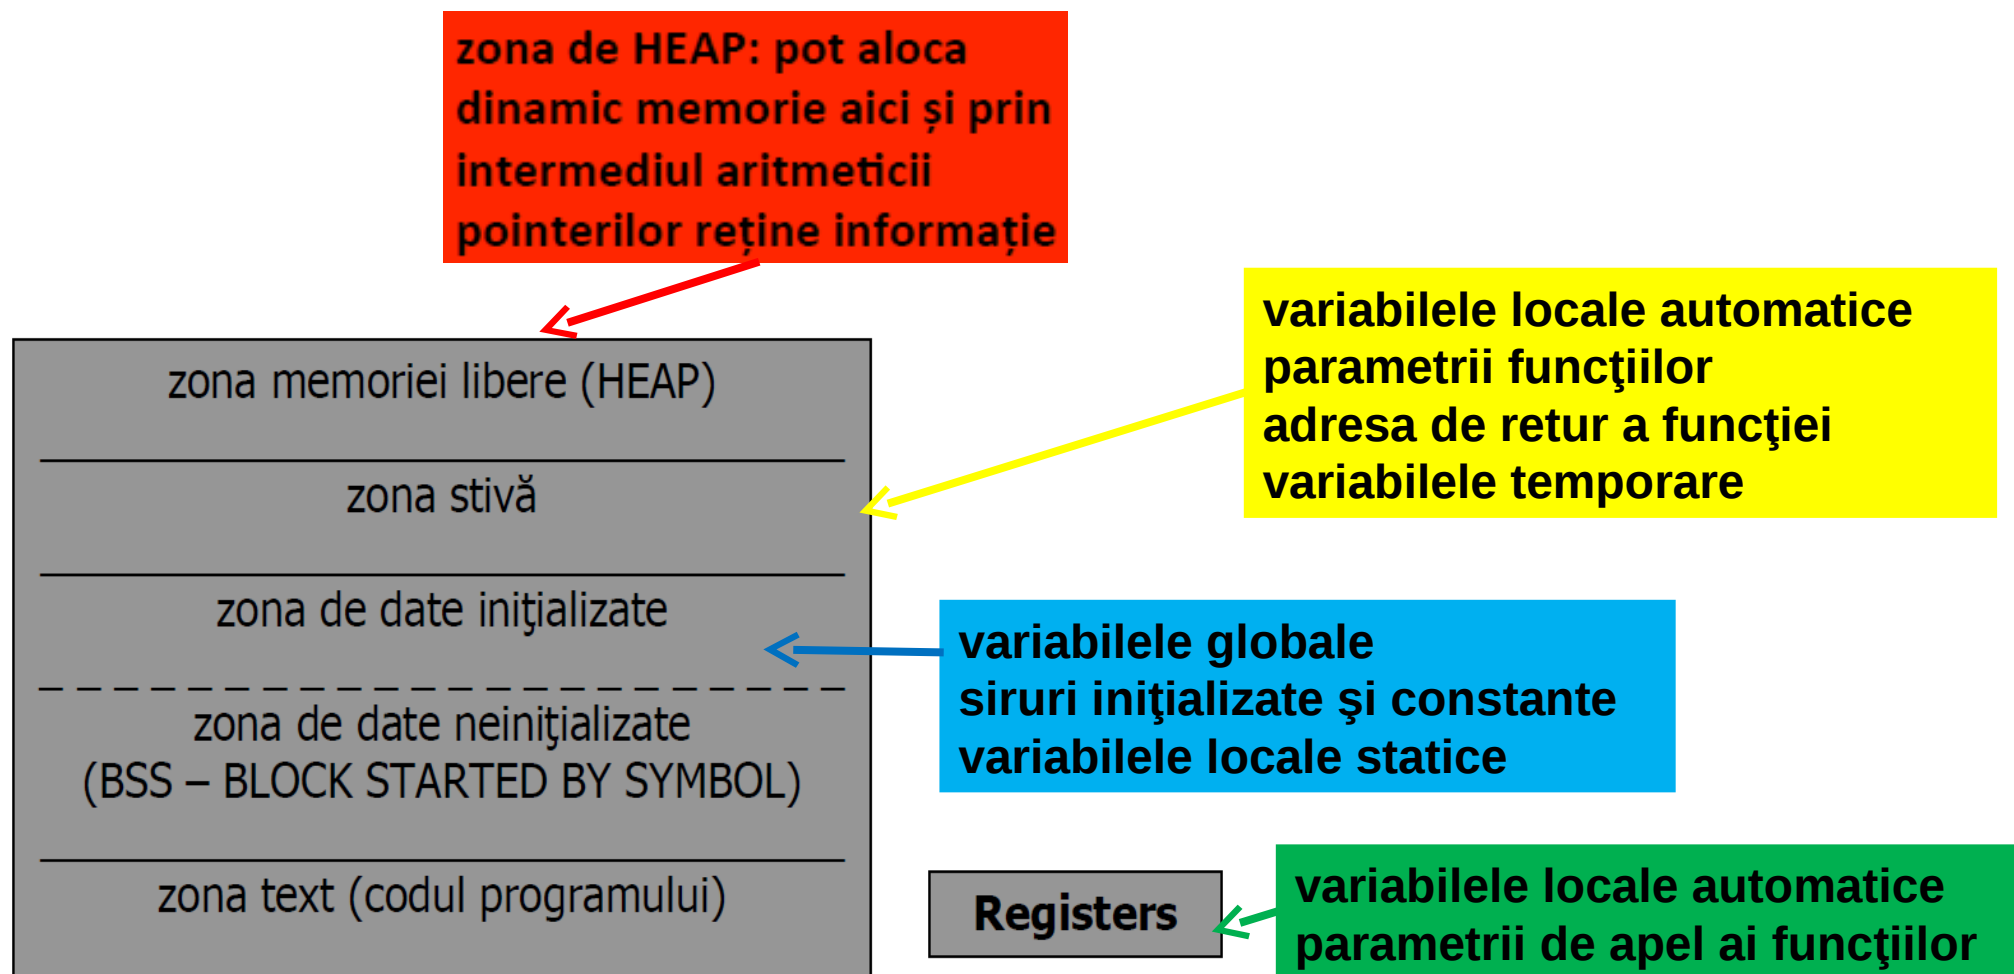 zona de HEAP: pot aloca
dinamic memorie aici și prin
intermediul aritmeticii
pointerilor reține informație
zona memoriei libere (HEAP)
zona stivă
zona de date iniţializate
zona de date neiniţializate
(BSS – BLOCK STARTED BY SYMBOL)
zona text (codul programului)
variabilele locale automatice
parametrii funcţiilor
adresa de retur a funcţiei
variabilele temporare
variabilele globale
siruri iniţializate şi constante
variabilele locale statice
Registers
variabilele locale automatice
parametrii de apel ai funcţiilor